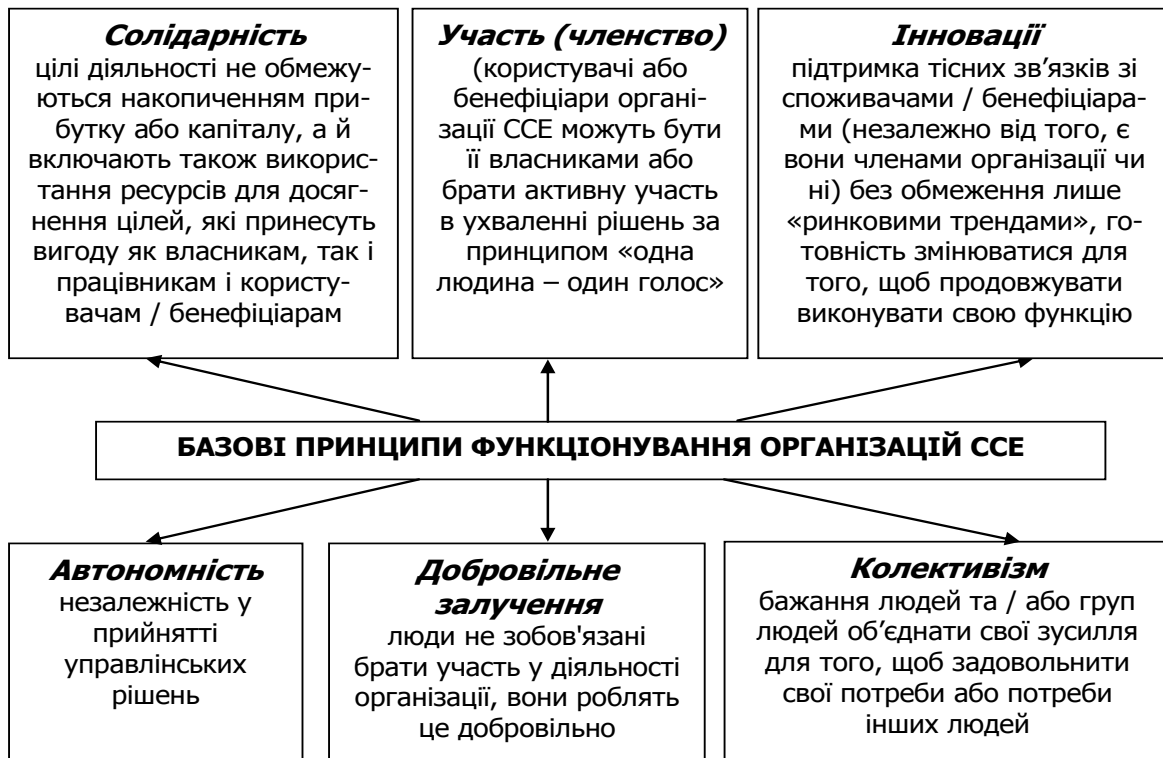 Солідарність
цілі діяльності не обмежу-
ються накопиченням при-
бутку або капіталу, а й
включають також викорис-
тання ресурсів для досяг-
нення цілей, які принесуть
вигоду як власникам, так і
працівникам і користу-
вачам / бенефіціарам
Участь (членство)
(користувачі або
бенефіціари органі-
зації ССЕ можуть бути
її власниками або
брати активну участь
в ухваленні рішень за
принципом «одна
людина – один голос»
Інновації
підтримка тісних зв’язків зі
споживачами / бенефіціара-
ми (незалежно від того, є
вони членами організації чи
ні) без обмеження лише
«ринковими трендами», го-
товність змінюватися для
того, щоб продовжувати
виконувати свою функцію
БАЗОВІ ПРИНЦИПИ ФУНКЦІОНУВАННЯ ОРГАНІЗАЦІЙ ССЕ
Автономність
незалежність у
прийнятті
управлінських
рішень
Добровільне
залучення
люди не зобов'язані
брати участь у діяльності
організації, вони роблять
це добровільно
Колективізм
бажання людей та / або груп
людей об’єднати свої зусилля
для того, щоб задовольнити
свої потреби або потреби
інших людей